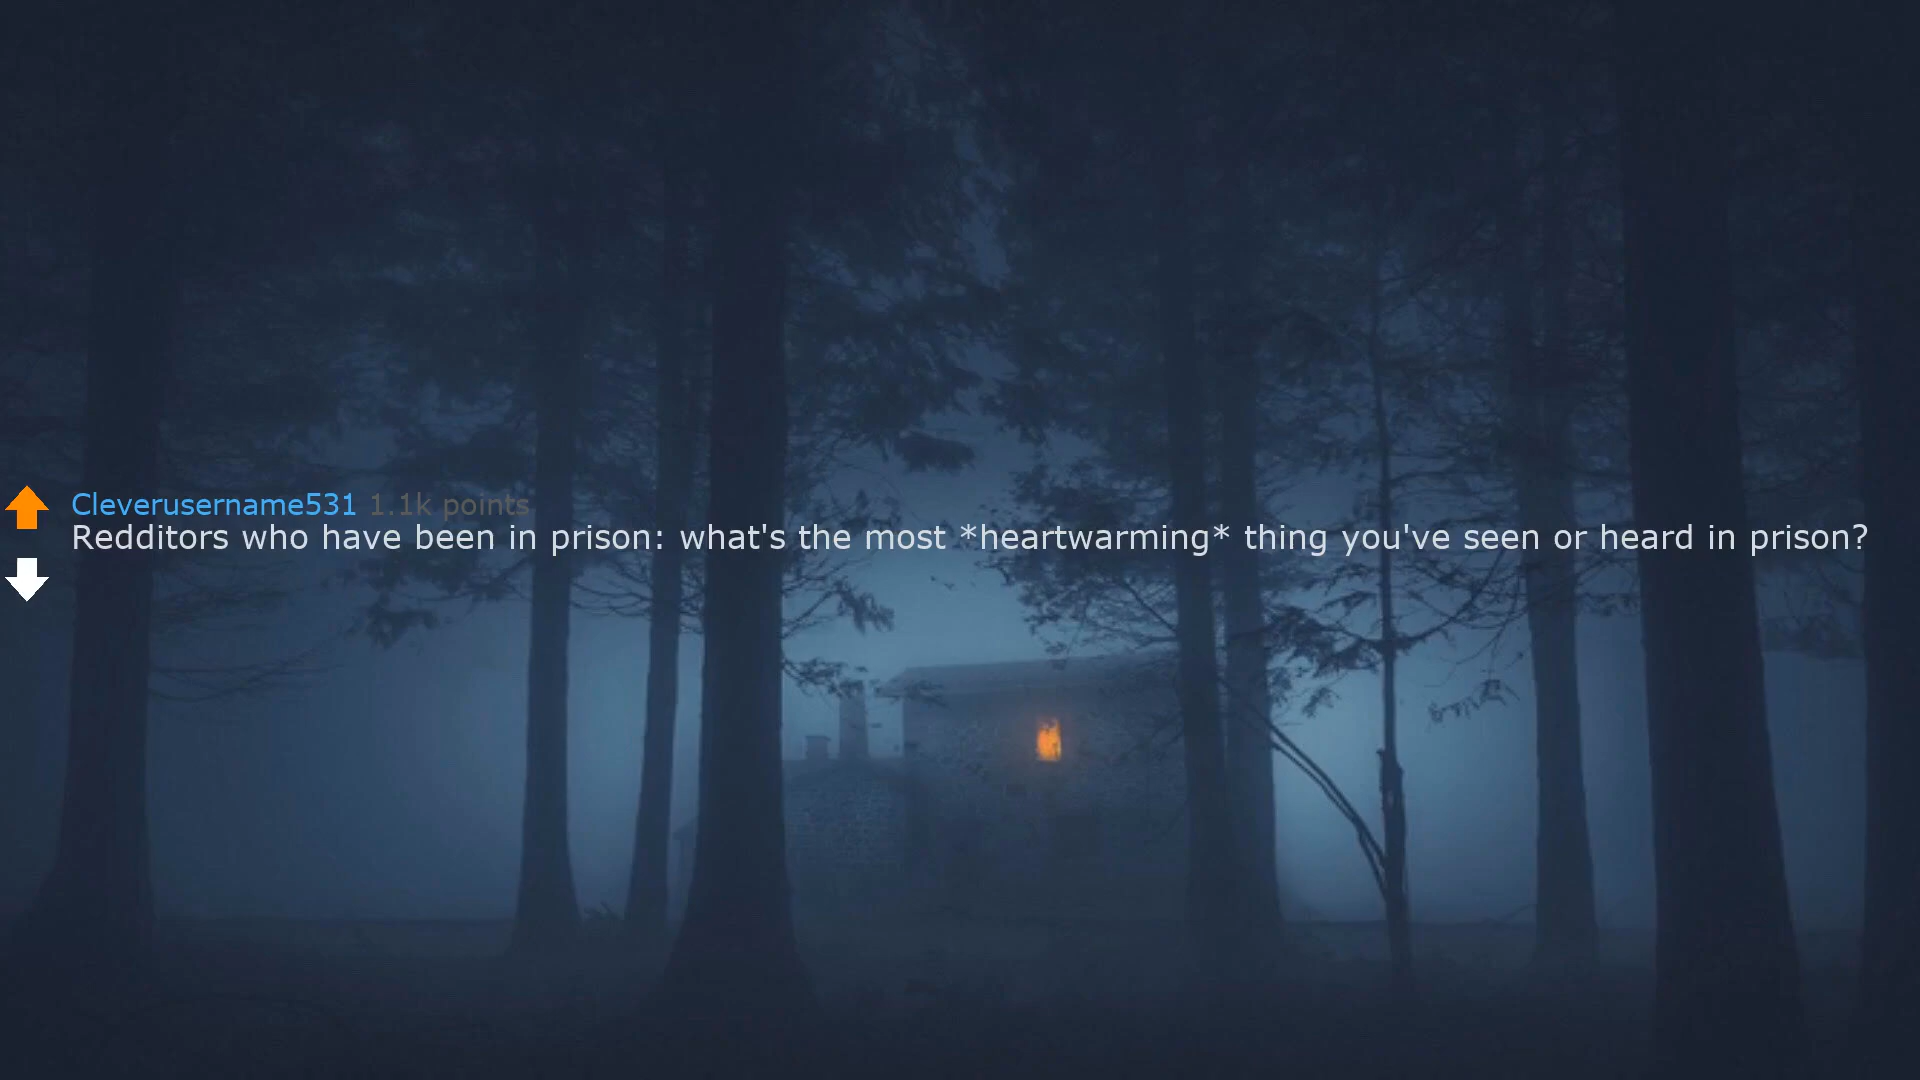 Cleverusername531 1.1k points
Redditors who have been in prison: what's the most *heartwarming* thing you've seen or heard in prison?